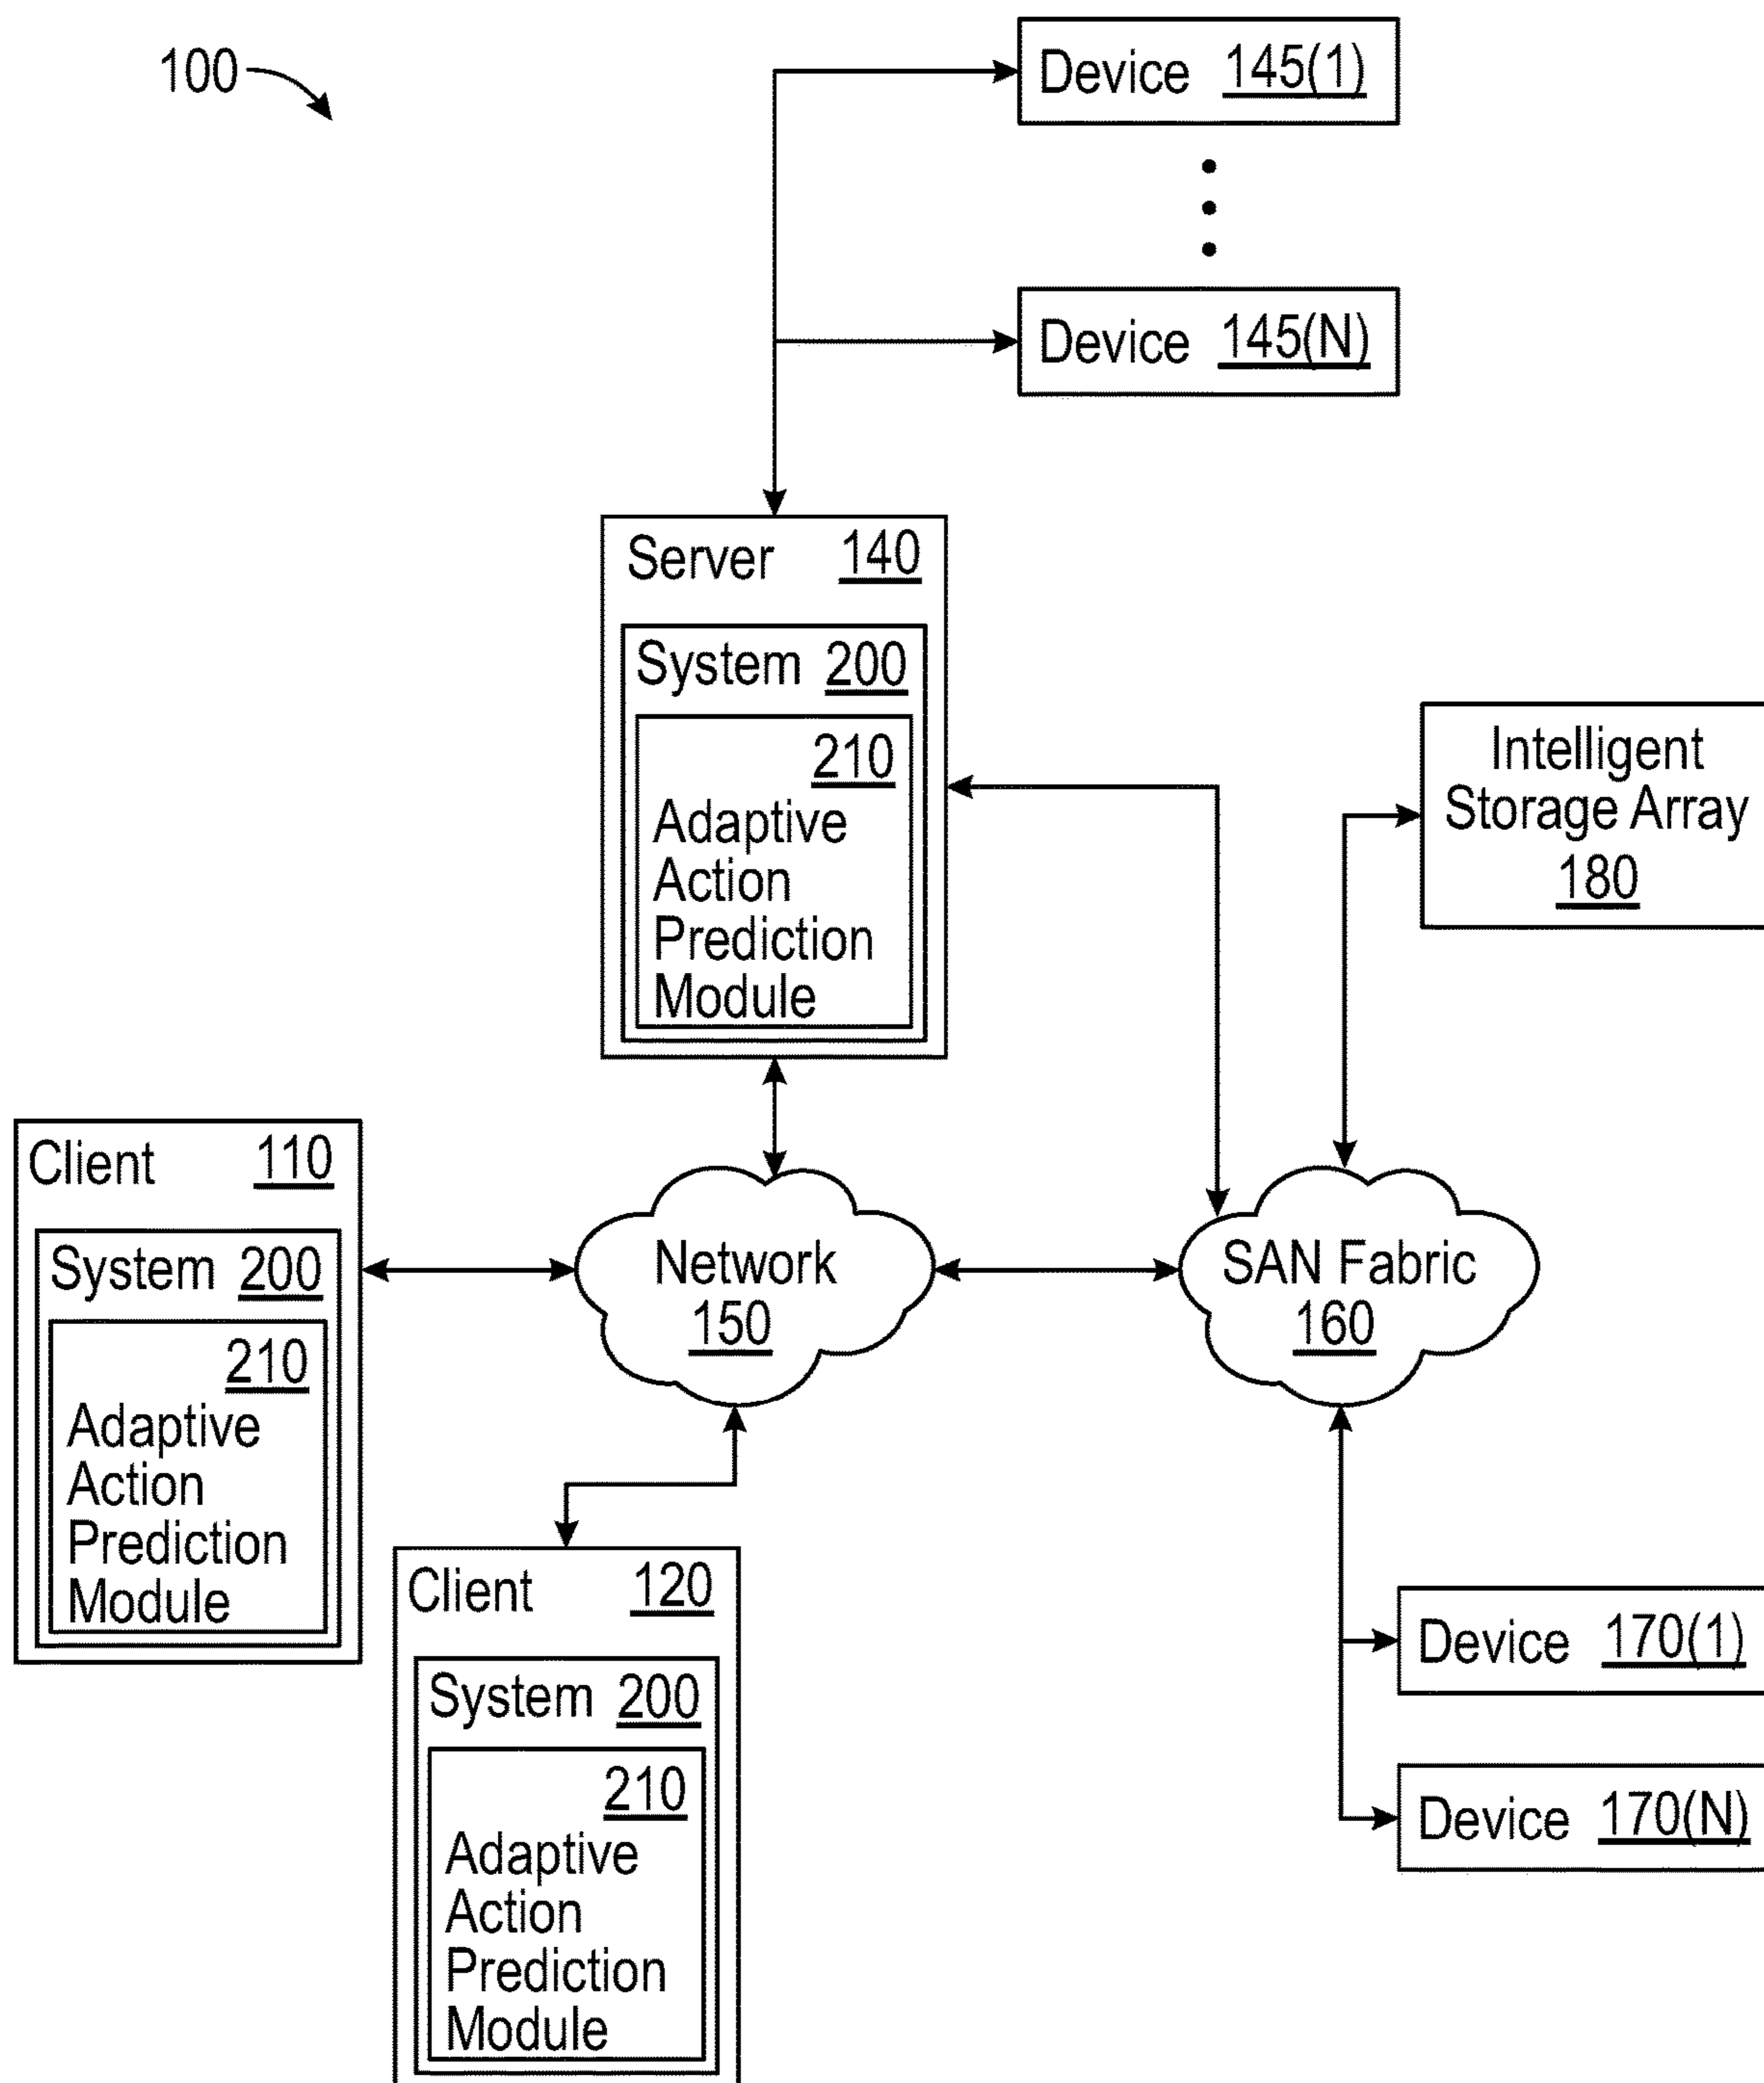 100
Device 145(1)
Device 145(N)
Server 140
System 200
210
Adaptive
Action
Prediction
Module
Intelligent
Storage Array
180
Client 110
System 200
210
Adaptive
Action
Prediction
Module
Network
150
SAN Fabric
160
Client 120
System 200
210
Adaptive
Action
Prediction
Module
Device 170(1)
Device 170(N)